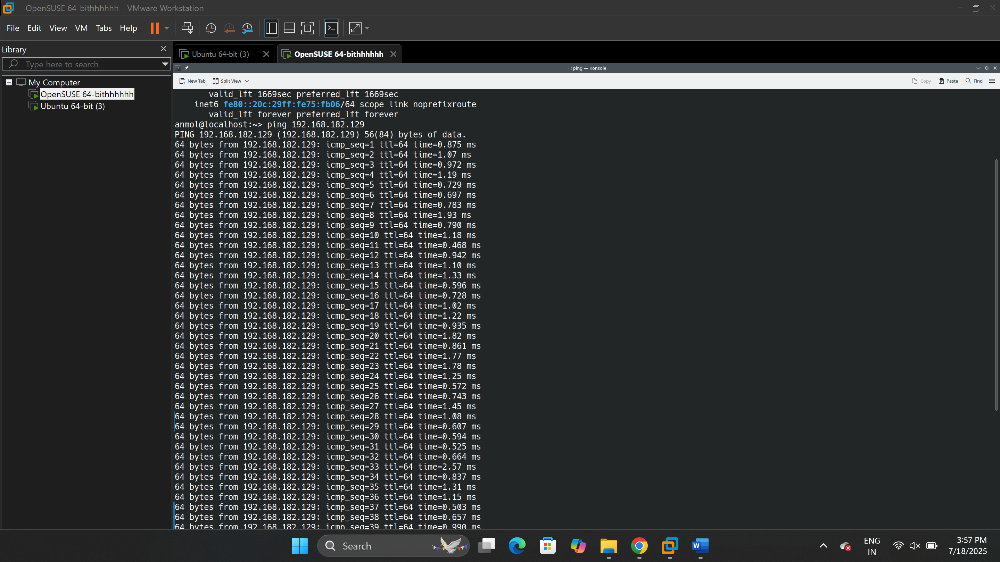 OpenSUSE 64-bithhhhhh - VMware Workstation
File Edit View VM Tabs Help
Library
Type here to search
My Computer
OpenSUSE 64-bithhhhhh
Ubuntu 64-bit (3)
Ubuntu 64-bit (3)
OpenSUSE 64-bithhhhhh
~ : ping — Konsole
New Tab Split View Copy Paste Find
valid_lft 1669sec preferred_lft 1669sec
inet6 fe80::20c:29ff:fe75:fb06/64 scope link noprefixroute
valid_lft forever preferred_lft forever
anmol@localhost:~> ping 192.168.182.129
PING 192.168.182.129 (192.168.182.129) 56(84) bytes of data.
64 bytes from 192.168.182.129: icmp_seq=1 ttl=64 time=0.875 ms
64 bytes from 192.168.182.129: icmp_seq=2 ttl=64 time=1.07 ms
64 bytes from 192.168.182.129: icmp_seq=3 ttl=64 time=0.972 ms
64 bytes from 192.168.182.129: icmp_seq=4 ttl=64 time=1.19 ms
64 bytes from 192.168.182.129: icmp_seq=5 ttl=64 time=0.729 ms
64 bytes from 192.168.182.129: icmp_seq=6 ttl=64 time=0.697 ms
64 bytes from 192.168.182.129: icmp_seq=7 ttl=64 time=0.783 ms
64 bytes from 192.168.182.129: icmp_seq=8 ttl=64 time=1.93 ms
64 bytes from 192.168.182.129: icmp_seq=9 ttl=64 time=0.790 ms
64 bytes from 192.168.182.129: icmp_seq=10 ttl=64 time=1.18 ms
64 bytes from 192.168.182.129: icmp_seq=11 ttl=64 time=0.468 ms
64 bytes from 192.168.182.129: icmp_seq=12 ttl=64 time=0.942 ms
64 bytes from 192.168.182.129: icmp_seq=13 ttl=64 time=1.10 ms
64 bytes from 192.168.182.129: icmp_seq=14 ttl=64 time=1.33 ms
64 bytes from 192.168.182.129: icmp_seq=15 ttl=64 time=0.596 ms
64 bytes from 192.168.182.129: icmp_seq=16 ttl=64 time=0.728 ms
64 bytes from 192.168.182.129: icmp_seq=17 ttl=64 time=1.02 ms
64 bytes from 192.168.182.129: icmp_seq=18 ttl=64 time=1.22 ms
64 bytes from 192.168.182.129: icmp_seq=19 ttl=64 time=0.935 ms
64 bytes from 192.168.182.129: icmp_seq=20 ttl=64 time=1.82 ms
64 bytes from 192.168.182.129: icmp_seq=21 ttl=64 time=0.861 ms
64 bytes from 192.168.182.129: icmp_seq=22 ttl=64 time=1.77 ms
64 bytes from 192.168.182.129: icmp_seq=23 ttl=64 time=1.78 ms
64 bytes from 192.168.182.129: icmp_seq=24 ttl=64 time=1.25 ms
64 bytes from 192.168.182.129: icmp_seq=25 ttl=64 time=0.572 ms
64 bytes from 192.168.182.129: icmp_seq=26 ttl=64 time=0.743 ms
64 bytes from 192.168.182.129: icmp_seq=27 ttl=64 time=1.45 ms
64 bytes from 192.168.182.129: icmp_seq=28 ttl=64 time=1.08 ms
64 bytes from 192.168.182.129: icmp_seq=29 ttl=64 time=0.607 ms
64 bytes from 192.168.182.129: icmp_seq=30 ttl=64 time=0.594 ms
64 bytes from 192.168.182.129: icmp_seq=31 ttl=64 time=0.525 ms
64 bytes from 192.168.182.129: icmp_seq=32 ttl=64 time=0.664 ms
64 bytes from 192.168.182.129: icmp_seq=33 ttl=64 time=2.57 ms
64 bytes from 192.168.182.129: icmp_seq=34 ttl=64 time=0.837 ms
64 bytes from 192.168.182.129: icmp_seq=35 ttl=64 time=1.31 ms
64 bytes from 192.168.182.129: icmp_seq=36 ttl=64 time=1.15 ms
64 bytes from 192.168.182.129: icmp_seq=37 ttl=64 time=0.503 ms
64 bytes from 192.168.182.129: icmp_seq=38 ttl=64 time=0.657 ms
64 bytes from 192.168.182.129: icmp_seq=39 ttl=64 time=0.990 ms
Search
ENG
IN
3:57 PM
7/18/2025